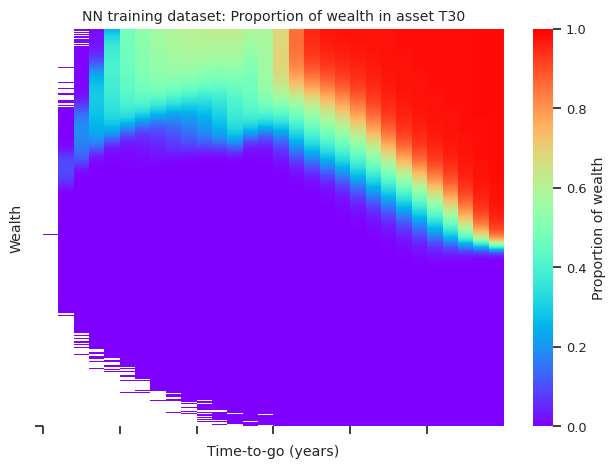 NN training dataset: Proportion of wealth in asset T30
Wealth
Time-to-go (years)
1.0
0.8
0.6
0.4
0.2
0.0
Proportion of wealth